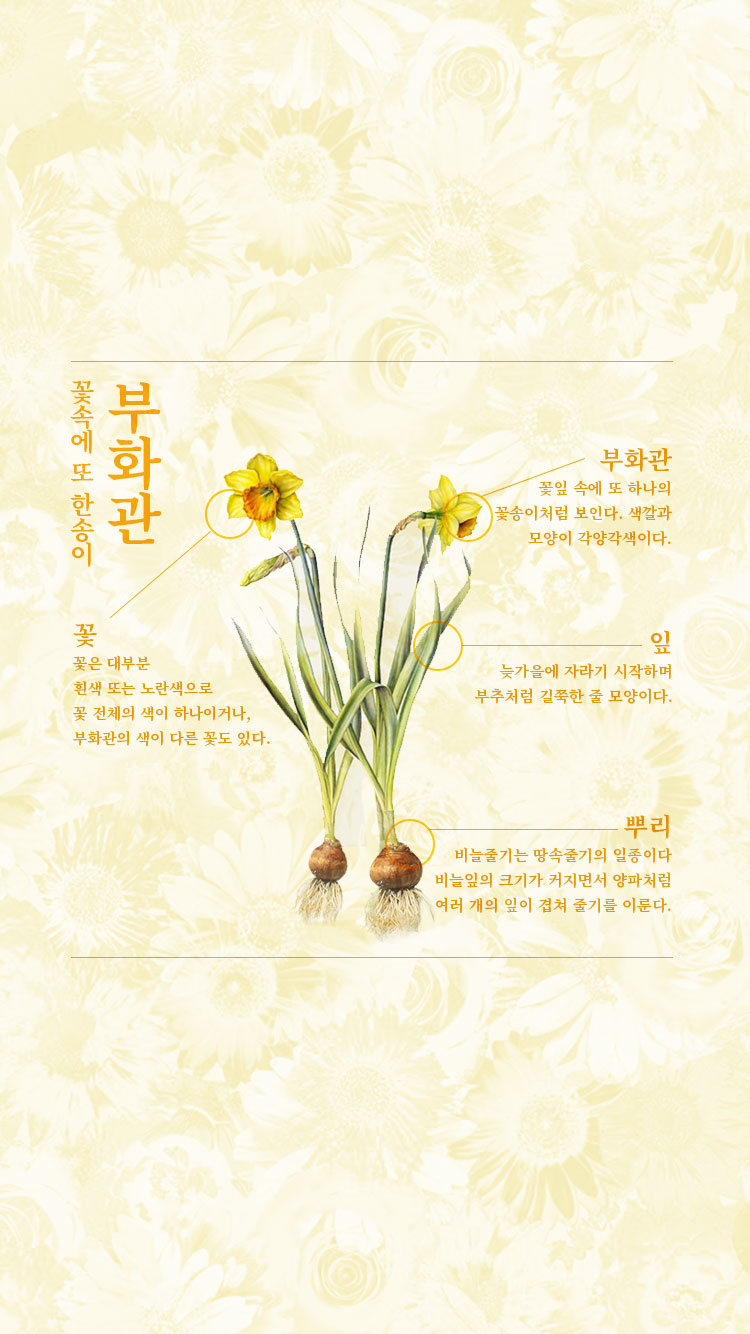 부화관
꽃속에 또 한송이
부화관
꽃잎 속에 또 하나의
꽃송이처럼 보인다. 색깔과
모양이 각양각색이다.
꽃
꽃은 대부분
흰색 또는 노란색으로
꽃 전체의 색이 하나이거나,
부화관의 색이 다른 꽃도 있다.
잎
늦가을에 자라기 시작하며
부추처럼 길쭉한 줄 모양이다.
뿌리
비늘줄기는 땅속줄기의 일종이다
비늘잎의 크기가 커지면서 양파처럼
여러 개의 잎이 겹쳐 줄기를 이룬다.